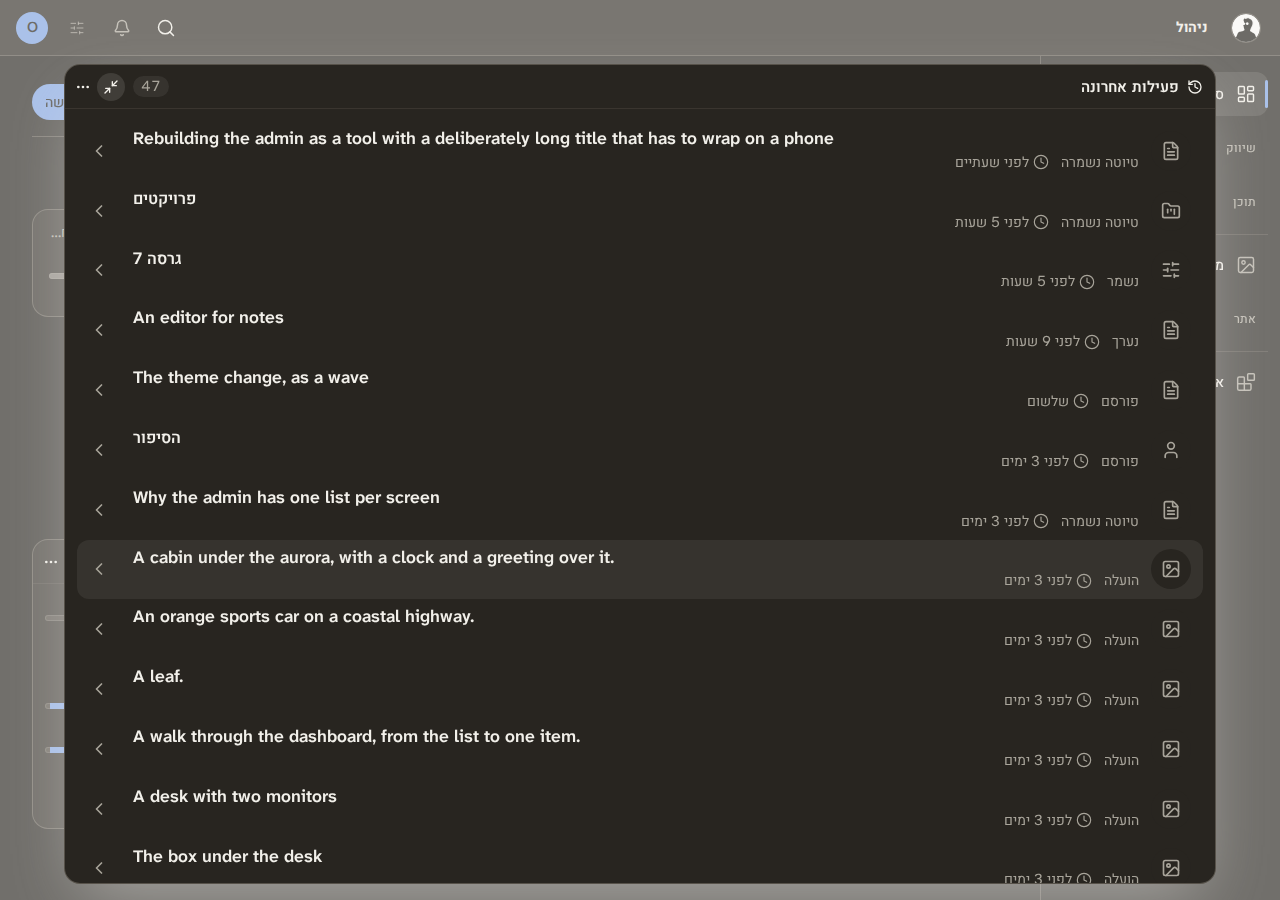 ניהול
O
פעילות אחרונה
47
Rebuilding the admin as a tool with a deliberately long title that has to wrap on a phone
טיוטה נשמרה לפני שעתיים
פרויקטים
טיוטה נשמרה לפני 5 שעות
גרסה 7
נשמר לפני 5 שעות
An editor for notes
נערך לפני 9 שעות
The theme change, as a wave
פורסם שלשום
הסיפור
פורסם לפני 3 ימים
Why the admin has one list per screen
טיוטה נשמרה לפני 3 ימים
A cabin under the aurora, with a clock and a greeting over it.
הועלה לפני 3 ימים
An orange sports car on a coastal highway.
הועלה לפני 3 ימים
A leaf.
הועלה לפני 3 ימים
A walk through the dashboard, from the list to one item.
הועלה לפני 3 ימים
A desk with two monitors
הועלה לפני 3 ימים
The box under the desk
הועלה לפני 3 ימים
שיווק
תוכן
אתר